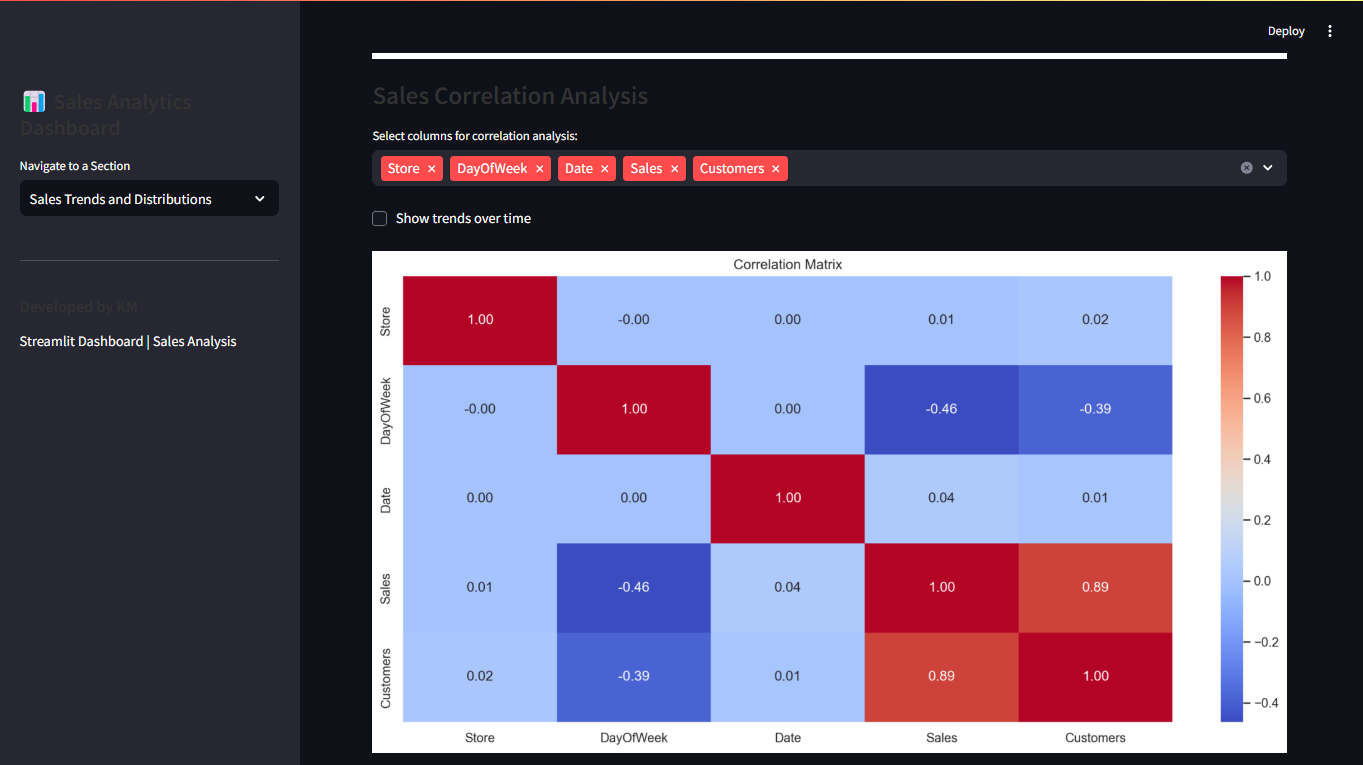 Deploy
📊 Sales Analytics
Dashboard
Navigate to a Section
Sales Trends and Distributions
Developed by KM
Streamlit Dashboard | Sales Analysis
Sales Correlation Analysis
Select columns for correlation analysis:
Store × DayOfWeek × Date × Sales × Customers ×
Show trends over time
Correlation Matrix
Store 1.00 -0.00 0.00 0.01 0.02
DayOfWeek -0.00 1.00 0.00 -0.46 -0.39
Date 0.00 0.00 1.00 0.04 0.01
Sales 0.01 -0.46 0.04 1.00 0.89
Customers 0.02 -0.39 0.01 0.89 1.00
Store DayOfWeek Date Sales Customers
1.0
0.8
0.6
0.4
0.2
0.0
−0.2
−0.4